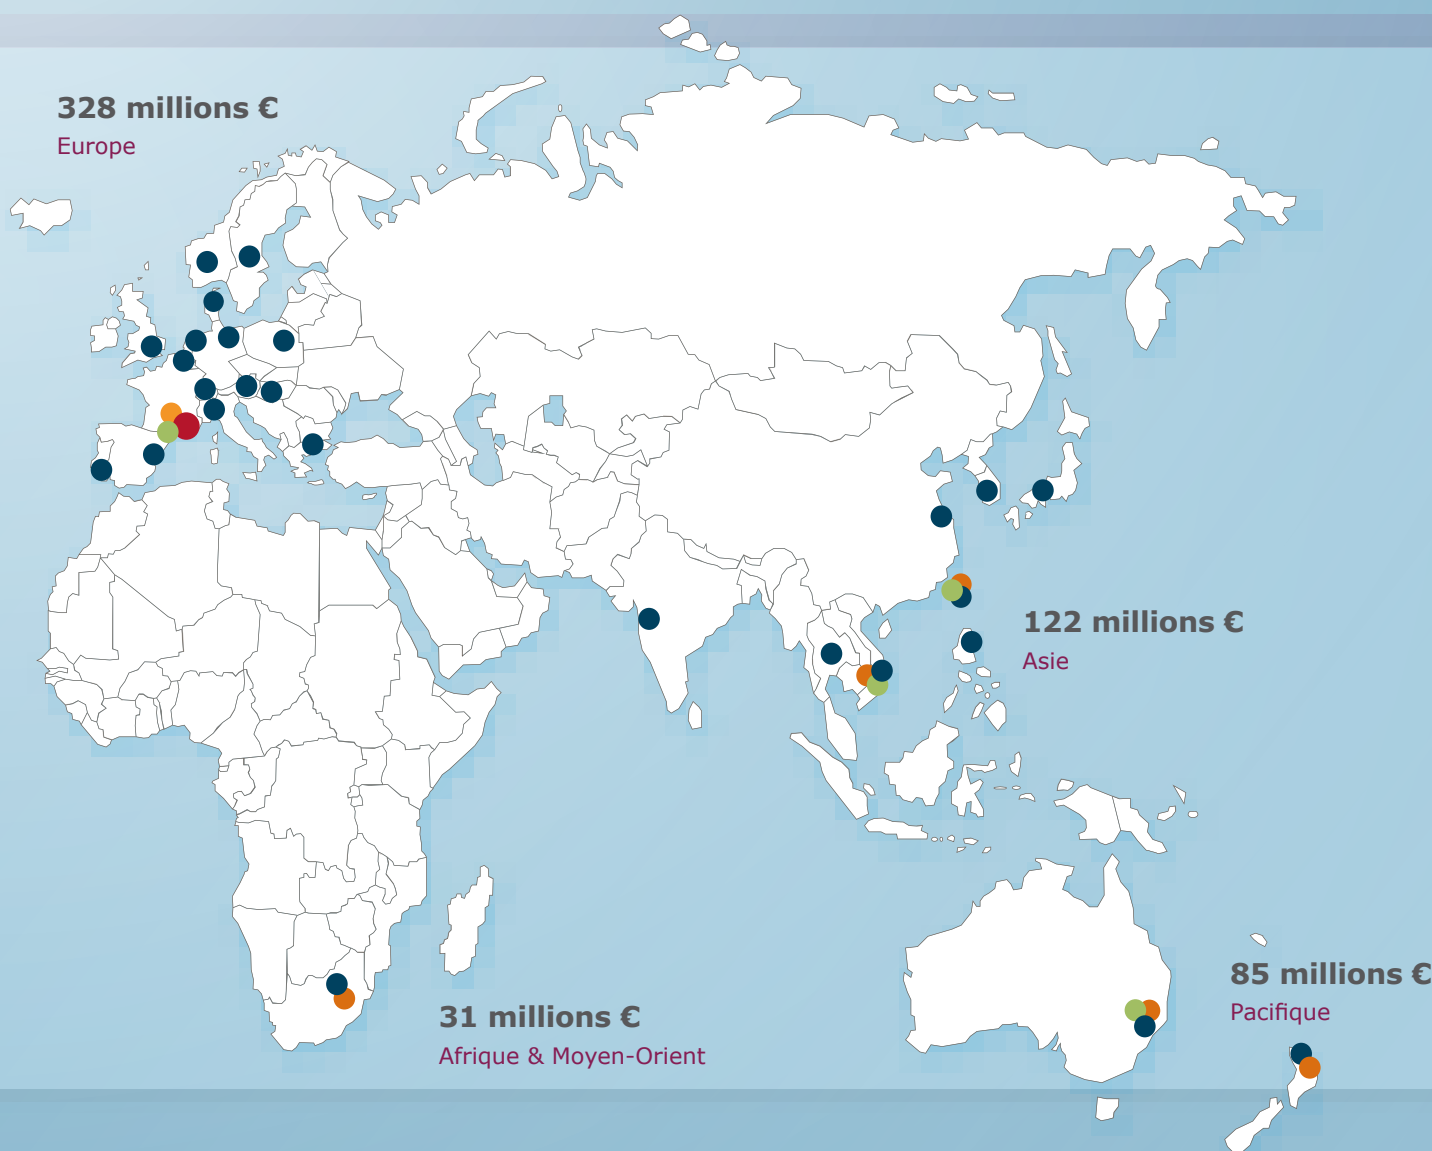 328 millions €
Europe
122 millions €
Asie
85 millions €
Pacifique
31 millions €
Afrique & Moyen-Orient